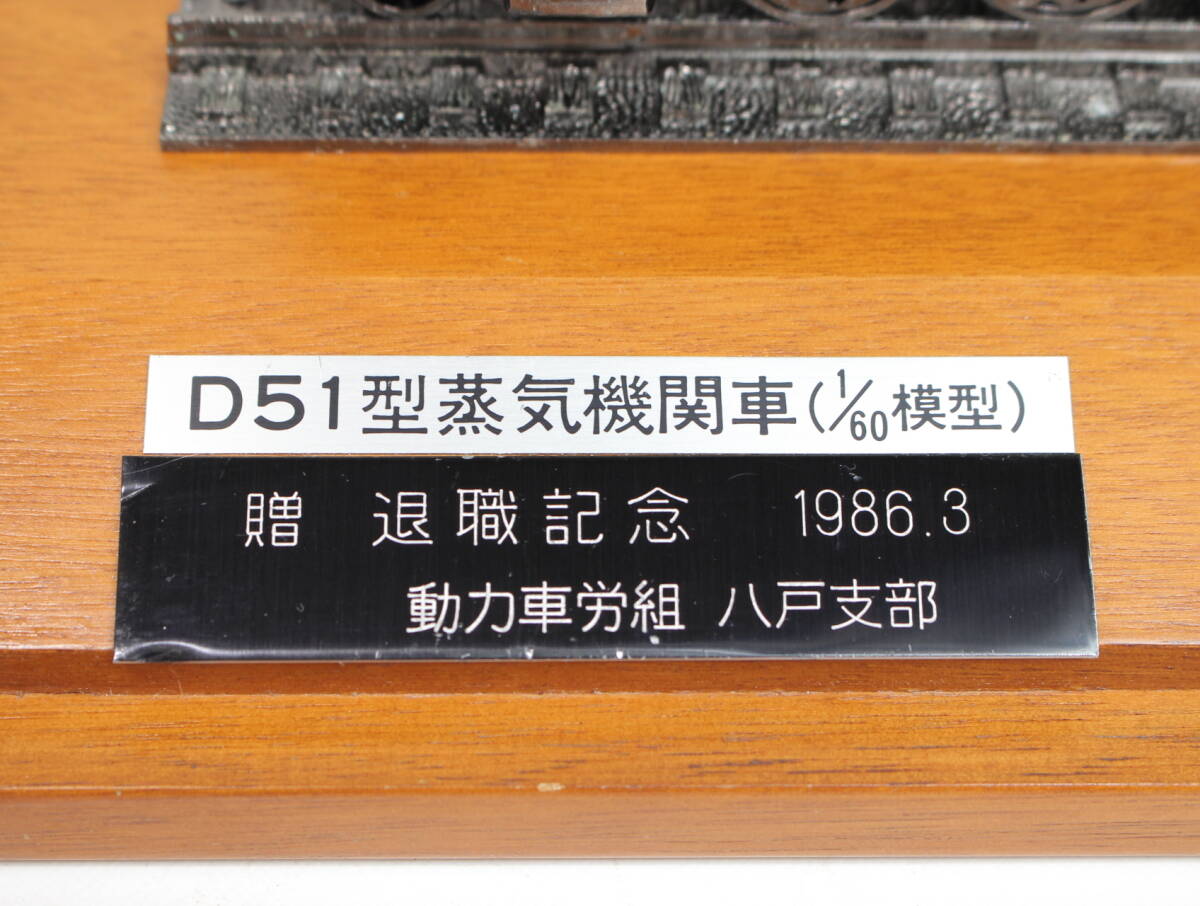 D51型蒸気機関車(1/60模型)
贈 退職記念 1986.3
動力車労組 八戸支部